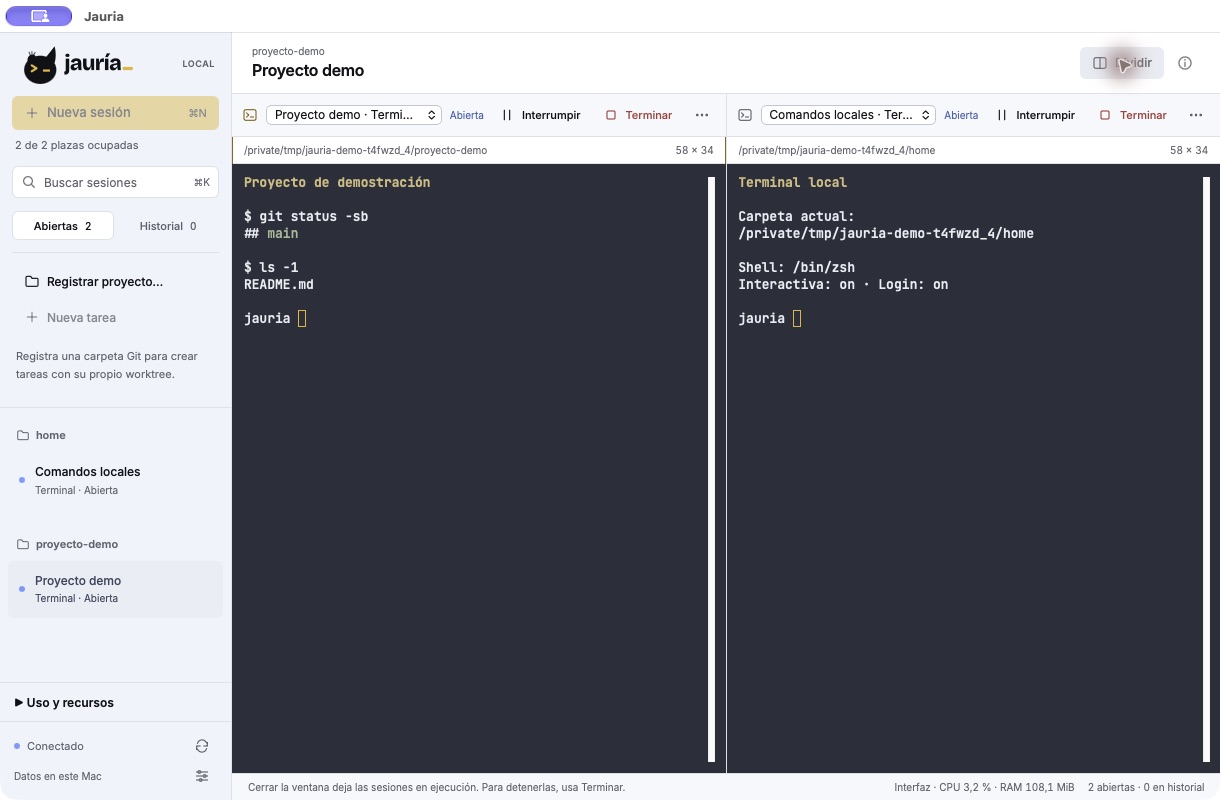 Jauria
jauría_
LOCAL
Nueva sesión ⌘N
2 de 2 plazas ocupadas
Buscar sesiones ⌘K
Abiertas 2
Historial 0
Registrar proyecto...
Nueva tarea
Registra una carpeta Git para crear
tareas con su propio worktree.
home
Comandos locales
Terminal · Abierta
proyecto-demo
Proyecto demo
Terminal · Abierta
Uso y recursos
Conectado
Datos en este Mac
proyecto-demo
Proyecto demo
Dividir
Proyecto demo · Termi... Abierta Interrumpir Terminar
/private/tmp/jauria-demo-t4fwzd_4/proyecto-demo 58 × 34
Proyecto de demostración
$ git status -sb
## main
$ ls -1
README.md
jauria
Comandos locales · Ter... Abierta Interrumpir Terminar
/private/tmp/jauria-demo-t4fwzd_4/home 58 × 34
Terminal local
Carpeta actual:
/private/tmp/jauria-demo-t4fwzd_4/home
Shell: /bin/zsh
Interactiva: on · Login: on
jauria
Cerrar la ventana deja las sesiones en ejecución. Para detenerlas, usa Terminar.
Interfaz · CPU 3,2 % · RAM 108,1 MiB 2 abiertas · 0 en historial